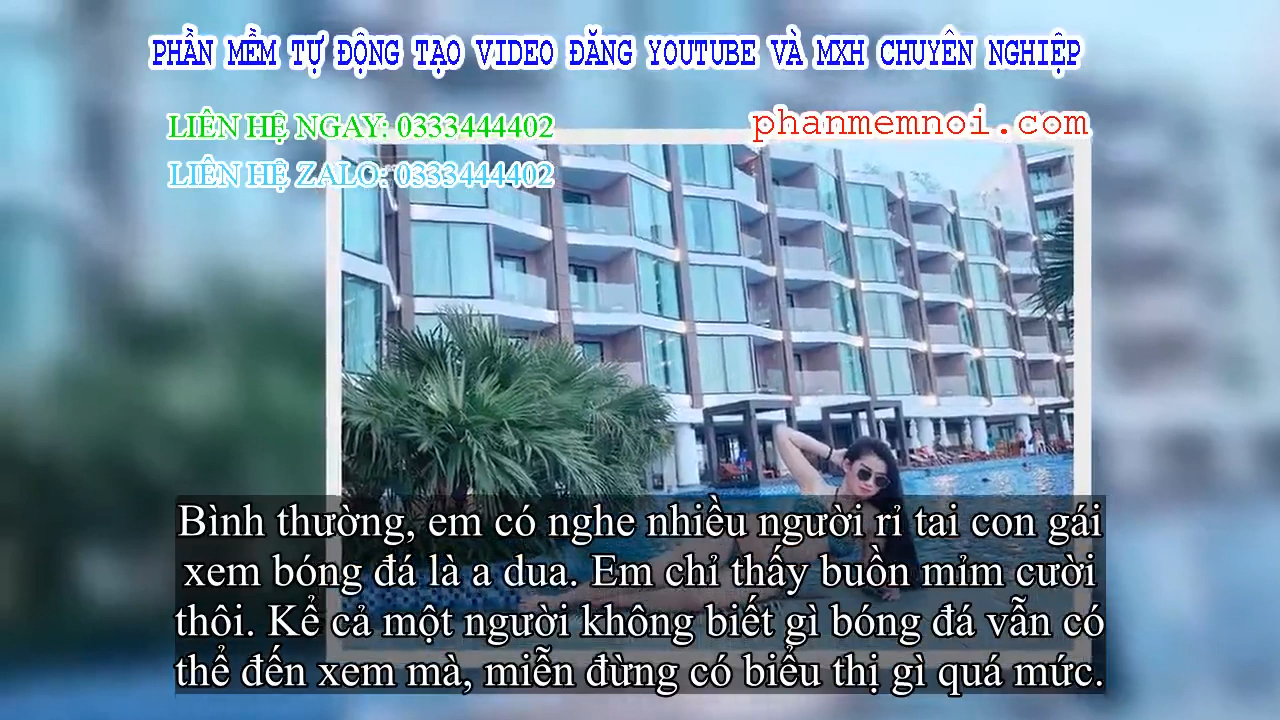 PHẦN MỀM TỰ ĐỘNG TẠO VIDEO ĐĂNG YOUTUBE VÀ MXH CHUYÊN NGHIỆP
LIÊN HỆ NGAY: 0333444402
phanmemnoi.com
LIÊN HỆ ZALO: 0333444402
Bình thường, em có nghe nhiều người rỉ tai con gái
xem bóng đá là a dua. Em chỉ thấy buồn mỉm cười
thôi. Kể cả một người không biết gì bóng đá vẫn có
thể đến xem mà, miễn đừng có biểu thị gì quá mức.